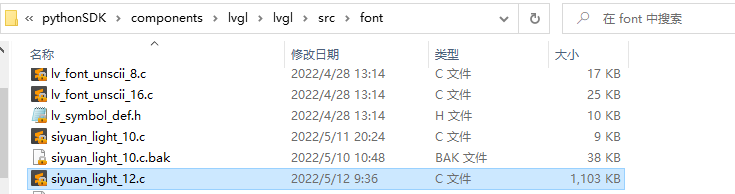 « pythonSDK > components > lvgl > lvgl > src > font
在 font 中搜索
名称 修改日期 类型 大小
lv_font_unscii_8.c 2022/4/28 13:14 C 文件 17 KB
lv_font_unscii_16.c 2022/4/28 13:14 C 文件 25 KB
lv_symbol_def.h 2022/4/28 13:14 H 文件 10 KB
siyuan_light_10.c 2022/5/11 20:24 C 文件 9 KB
siyuan_light_10.c.bak 2022/5/10 10:48 BAK 文件 38 KB
siyuan_light_12.c 2022/5/12 9:36 C 文件 1,103 KB